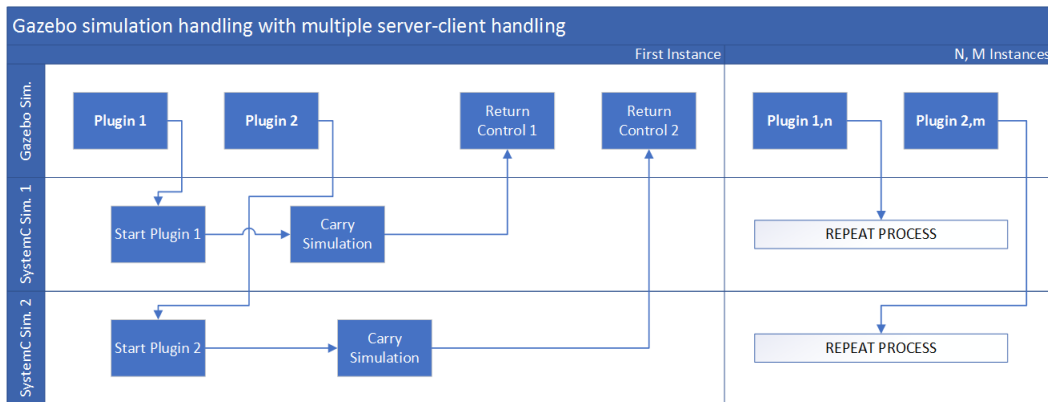 Gazebo simulation handling with multiple server-client handling
First Instance
N, M Instances
Gazebo Sim.
Plugin 1
Plugin 2
Return
Control 1
Return
Control 2
Plugin 1,n
Plugin 2,m
SystemC Sim. 1
Start Plugin 1
Carry
Simulation
REPEAT PROCESS
SystemC Sim. 2
Start Plugin 2
Carry
Simulation
REPEAT PROCESS